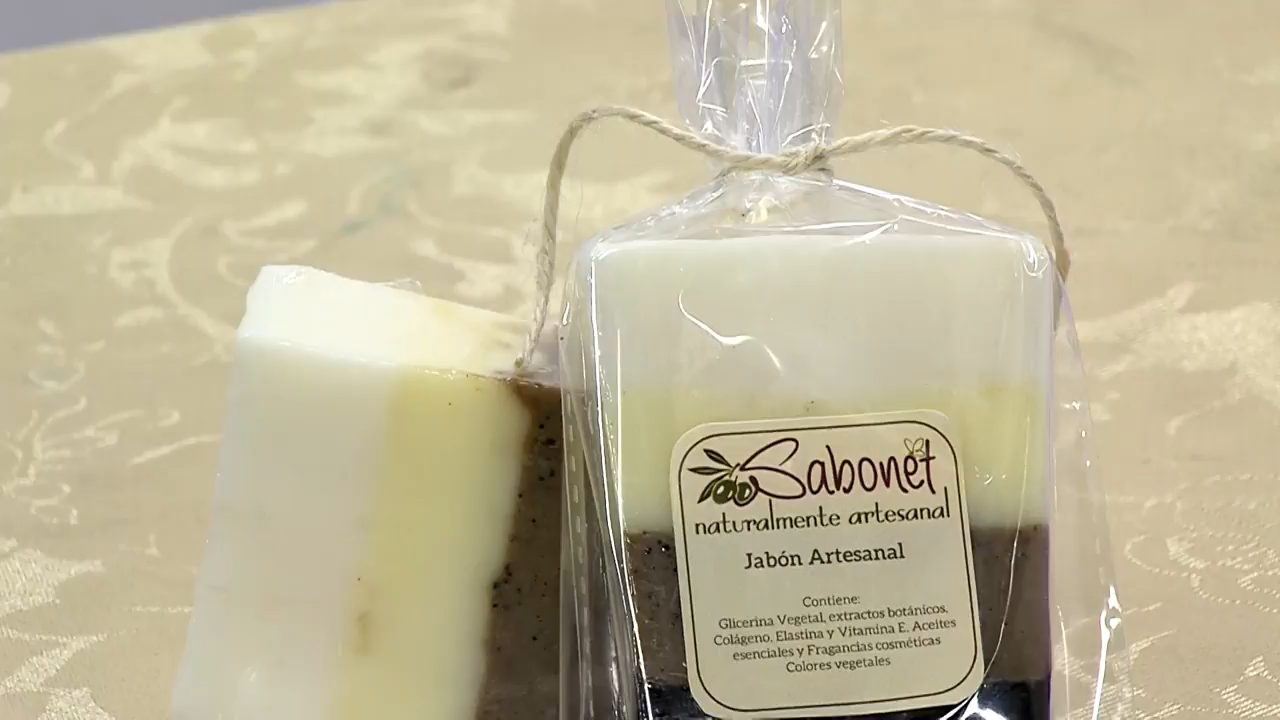 Sabonet
naturalmente artesanal
Jabón Artesanal
Contiene:
Glicerina Vegetal, extractos botánicos,
Colágeno, Elastina y Vitamina E, Aceites
esenciales y Fragancias cosméticas
Colores vegetales